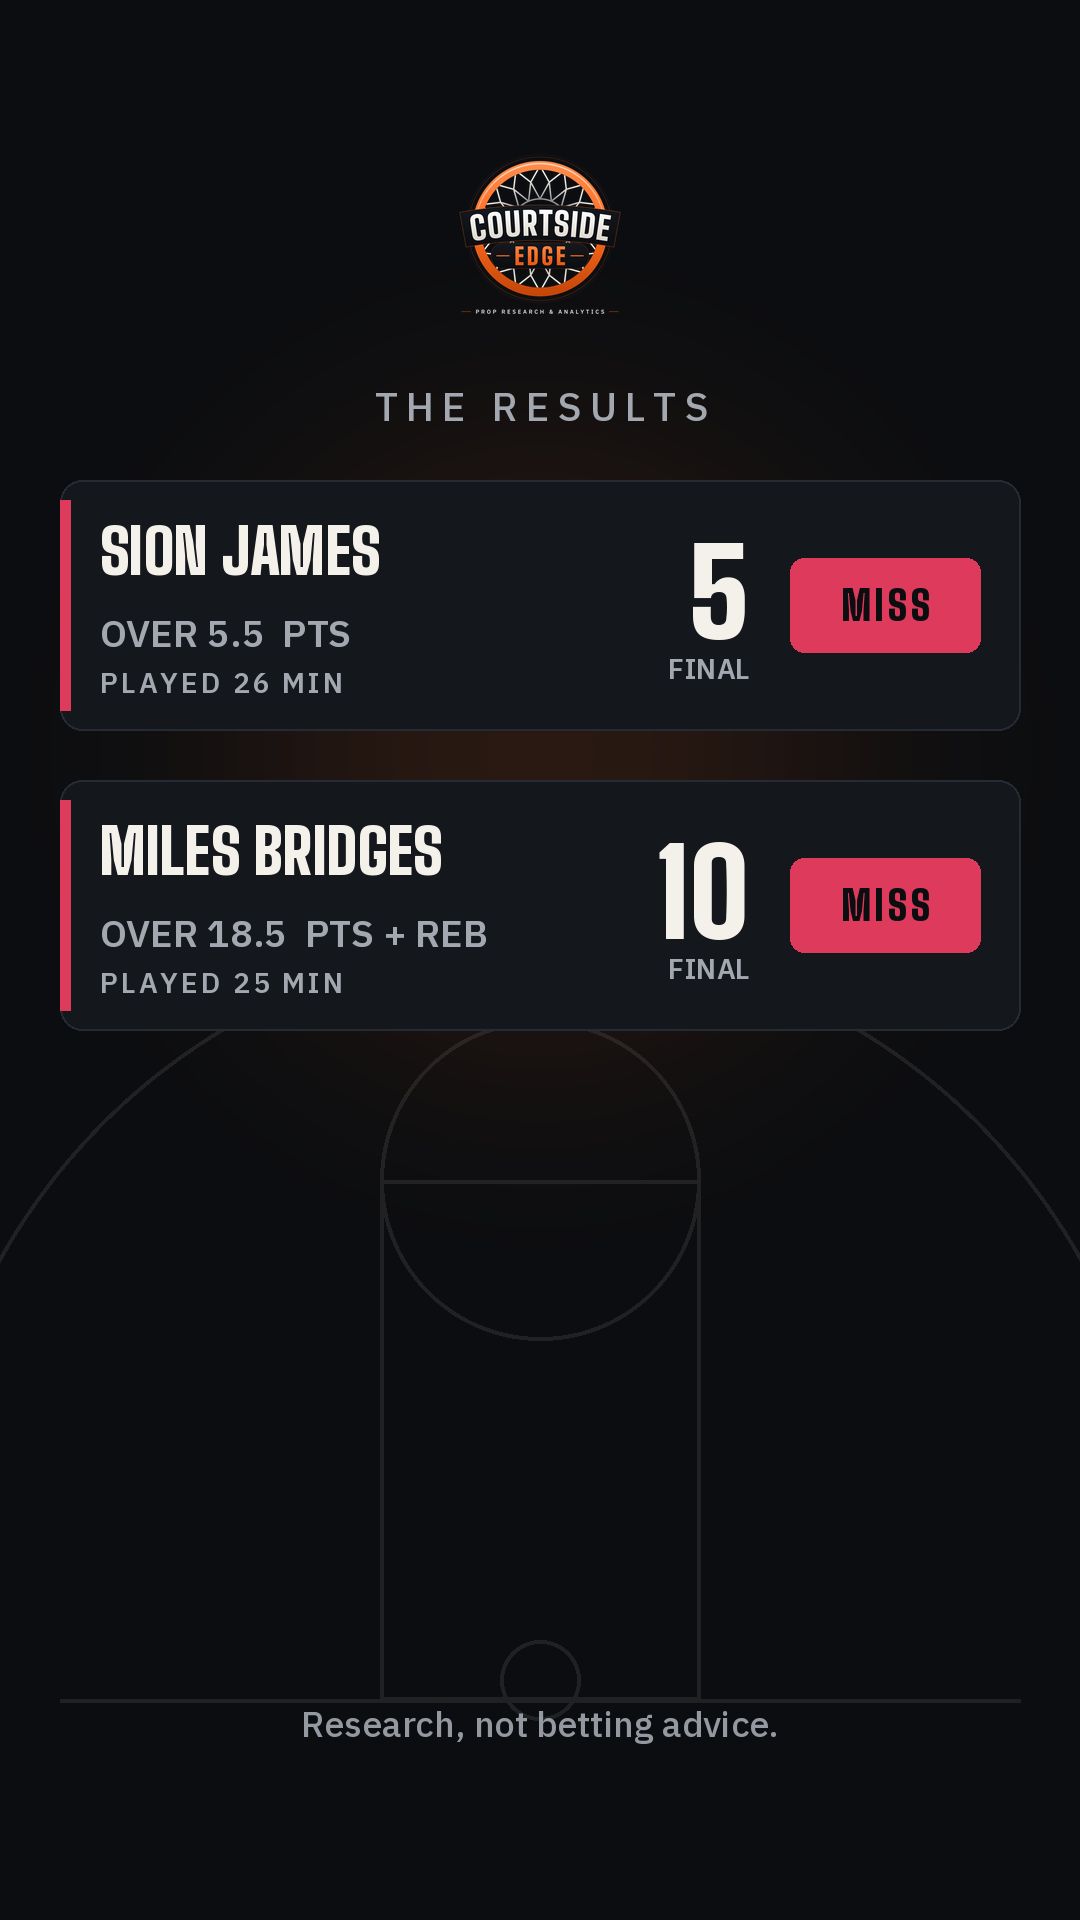 COURTSIDE
EDGE
PROP RESEARCH & ANALYTICS
THE RESULTS
SION JAMES
OVER 5.5 PTS
PLAYED 26 MIN
5
FINAL
MISS
MILES BRIDGES
OVER 18.5 PTS + REB
PLAYED 25 MIN
10
FINAL
MISS
Research, not betting advice.